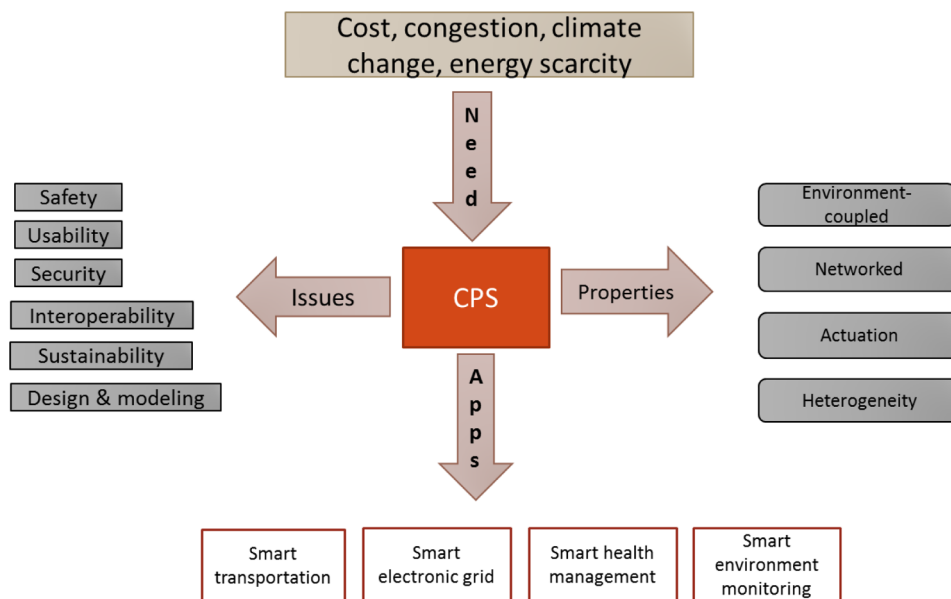 Cost, congestion, climate
change, energy scarcity
Need
Safety
Usability
Security
Interoperability
Sustainability
Design & modeling
Issues
CPS
Properties
Environment-
coupled
Networked
Actuation
Heterogeneity
Apps
Smart
transportation
Smart
electronic grid
Smart health
management
Smart
environment
monitoring